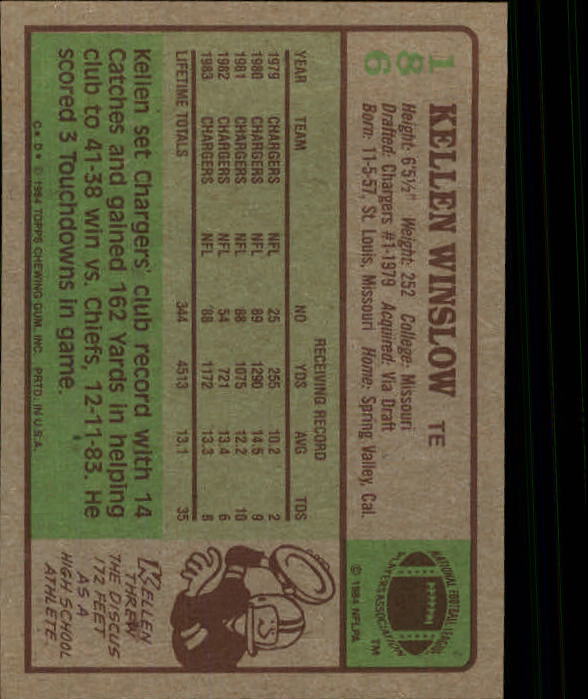 186
KELLEN WINSLOW TE
Height: 6'5½" Weight: 252 College: Missouri
Drafted: Chargers #1-1979 Acquired: Via Draft
Born: 11-5-57, St. Louis, Missouri Home: Spring Valley, Cal.
NATIONAL FOOTBALL LEAGUE
PLAYERS ASSOCIATION
TM
© 1984 NFLPA
RECEIVING RECORD
YEAR TEAM NO YDS AVG TDS
1979 CHARGERS NFL 25 255 10.2 2
1980 CHARGERS NFL 89 1290 14.5 9
1981 CHARGERS NFL 88 1075 12.2 10
1982 CHARGERS NFL 54 721 13.4 6
1983 CHARGERS NFL 88 1172 13.3 8
LIFETIME TOTALS 344 4513 13.1 35
Kellen set Chargers' club record with 14
Catches and gained 162 Yards in helping
club to 41-38 win vs. Chiefs, 12-11-83. He
scored 3 Touchdowns in game.
KELLEN
THREW
THE DISCUS
172 FEET
AS A
HIGH SCHOOL
ATHLETE.
C* D* © 1984 TOPPS CHEWING GUM, INC. PRTD. IN U.S.A.